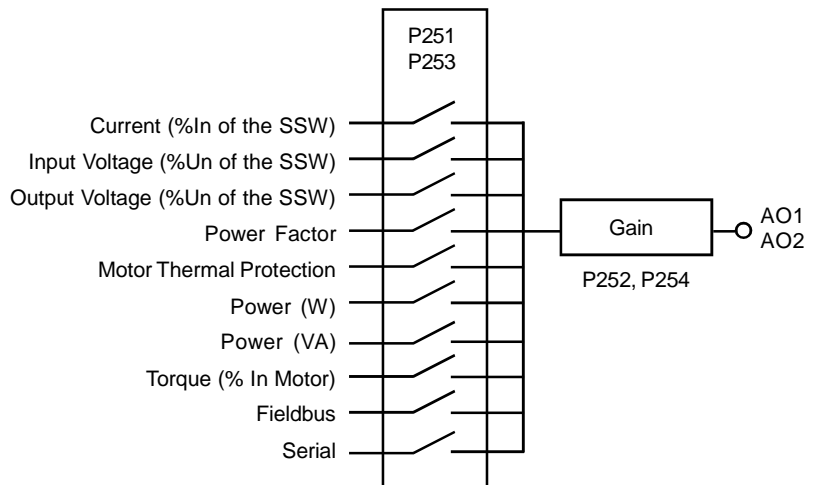 P251
P253
Current (%In of the SSW)
Input Voltage (%Un of the SSW)
Output Voltage (%Un of the SSW)
Power Factor
Motor Thermal Protection
Power (W)
Power (VA)
Torque (% In Motor)
Fieldbus
Serial
Gain
P252, P254
AO1
AO2